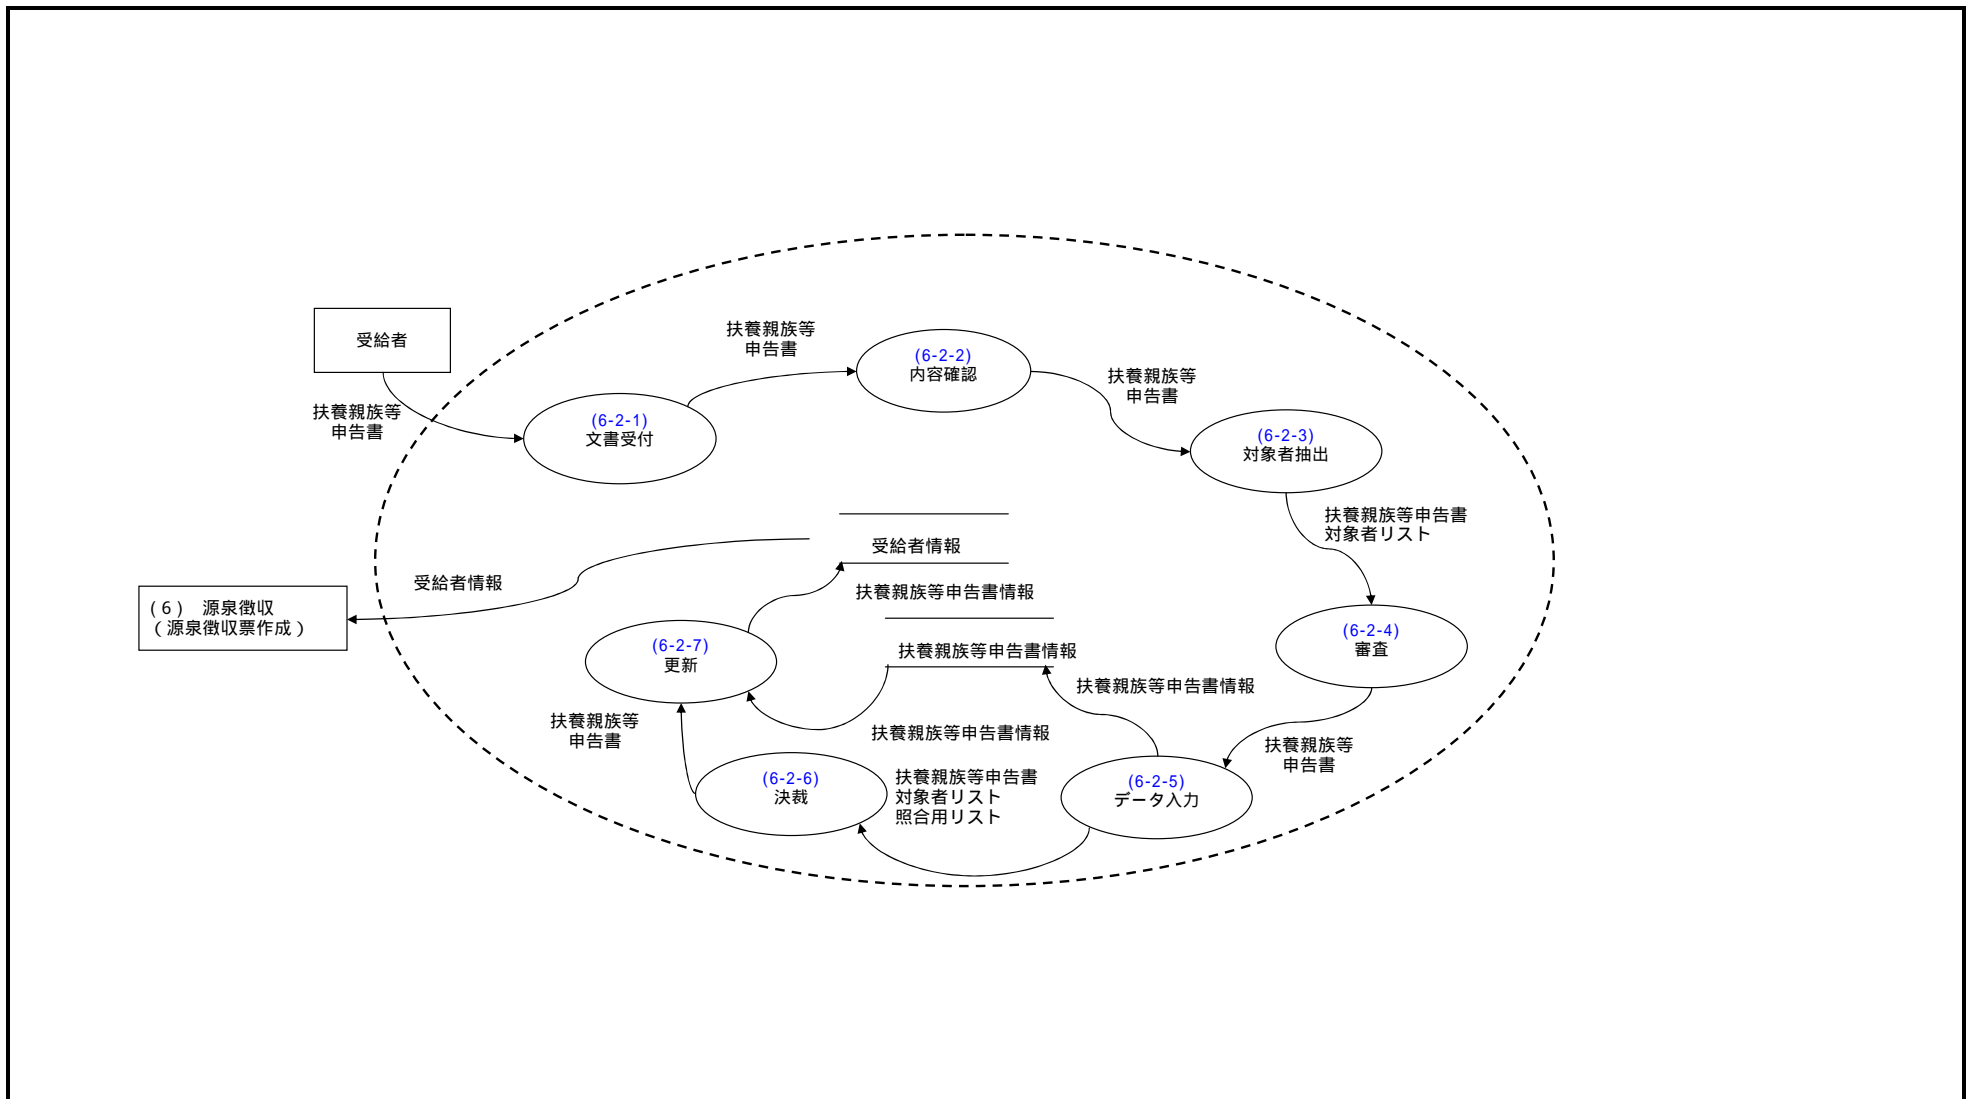 受給者
扶養親族等
申告書
(6-2-1)
文書受付
扶養親族等
申告書
(6-2-2)
内容確認
扶養親族等
申告書
(6-2-3)
対象者抽出
扶養親族等申告書
対象者リスト
(6-2-4)
審査
扶養親族等
申告書
(6-2-5)
データ入力
扶養親族等申告書情報
扶養親族等申告書情報
扶養親族等申告書
対象者リスト
照合用リスト
(6-2-6)
決裁
扶養親族等
申告書
扶養親族等申告書情報
(6-2-7)
更新
扶養親族等申告書情報
受給者情報
受給者情報
(6) 源泉徴収
(源泉徴収票作成)